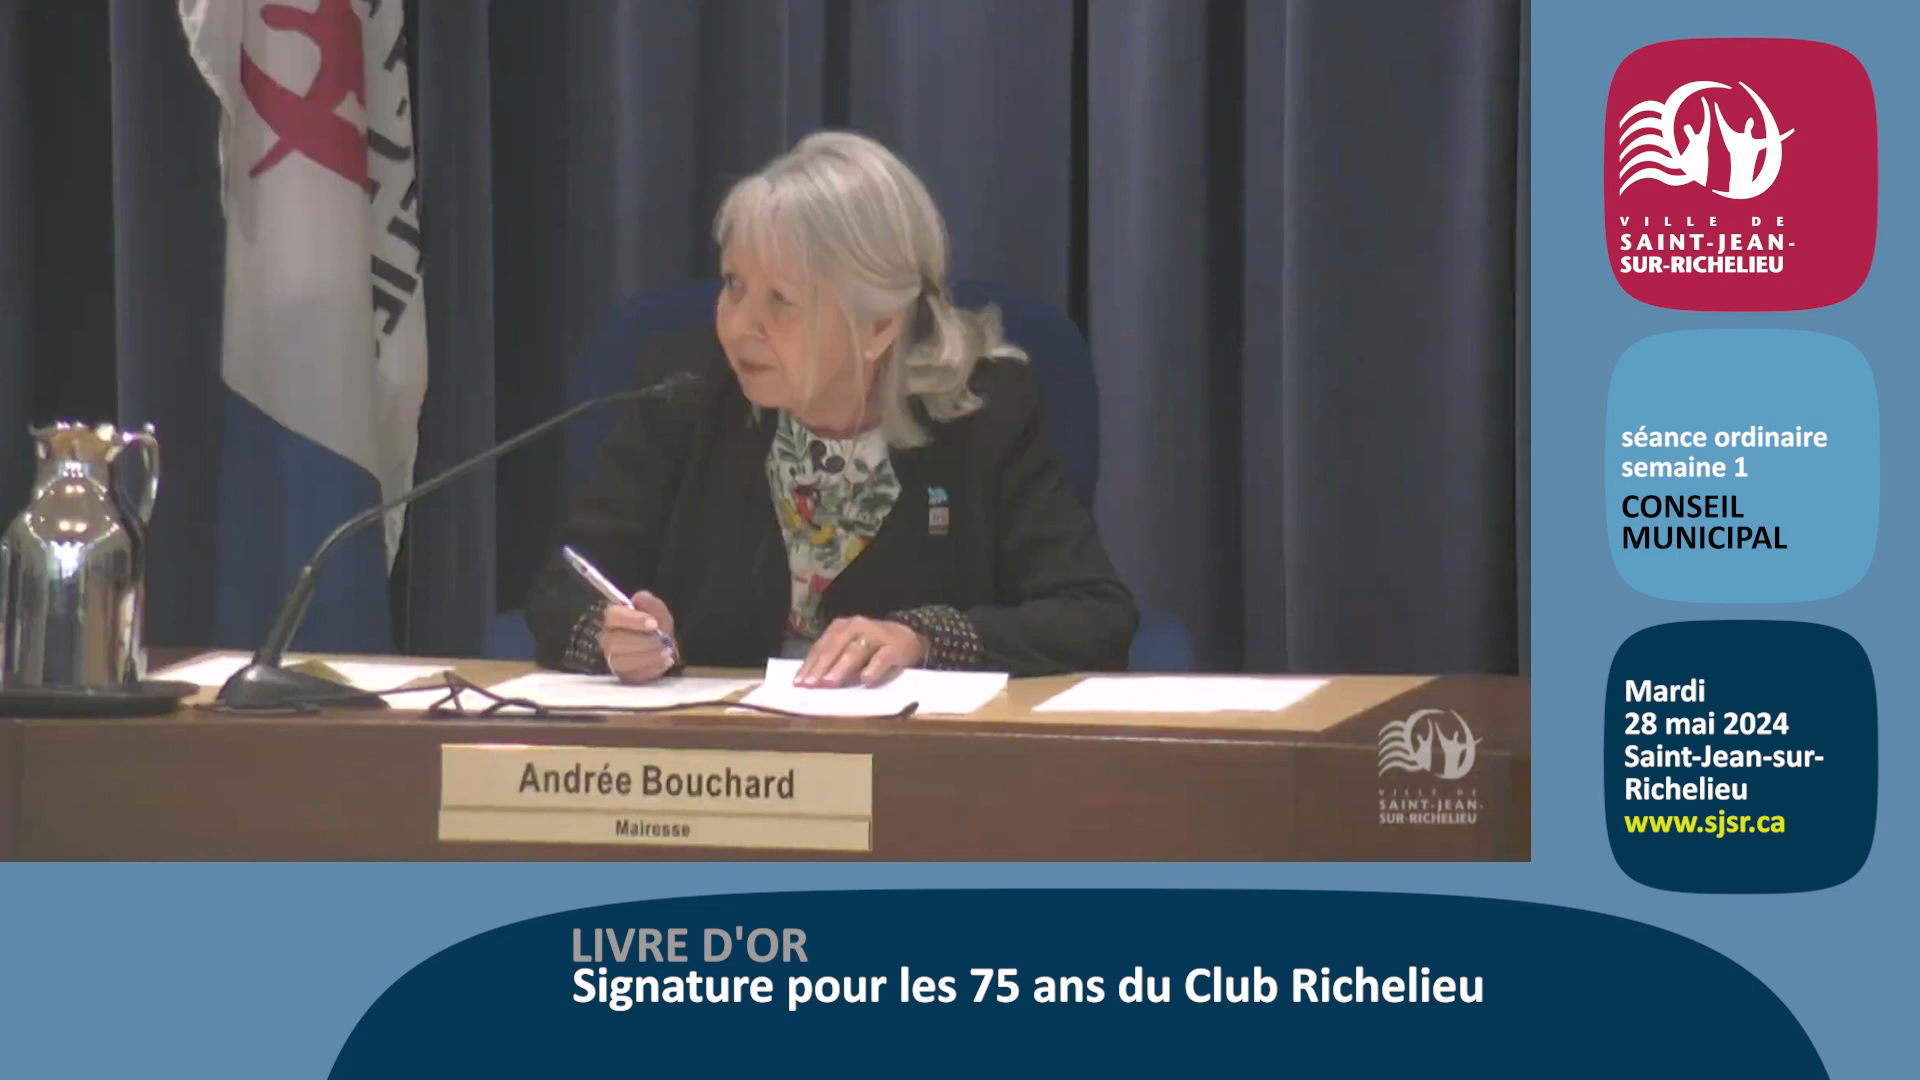 VILLE DE
SAINT-JEAN-
SUR-RICHELIEU
séance ordinaire
semaine 1
CONSEIL
MUNICIPAL
Mardi
28 mai 2024
Saint-Jean-sur-
Richelieu
www.sjsr.ca
Andrée Bouchard
Mairesse
VILLE DE
SAINT-JEAN-
SUR-RICHELIEU
LIVRE D'OR
Signature pour les 75 ans du Club Richelieu